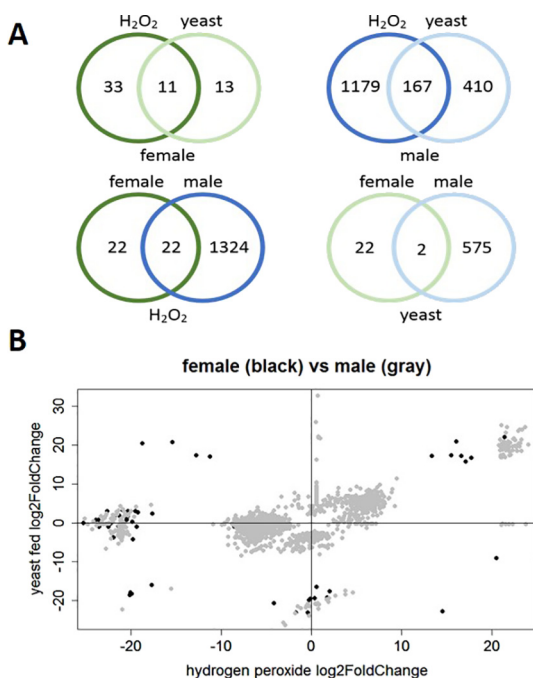 A
H₂O₂ yeast
33 11 13
female
H₂O₂ yeast
1179 167 410
male
female male
22 22 1324
H₂O₂
female male
22 2 575
yeast
B
female (black) vs male (gray)
yeast fed log2FoldChange
30
20
10
0
-10
-20
-20 -10 0 10 20
hydrogen peroxide log2FoldChange